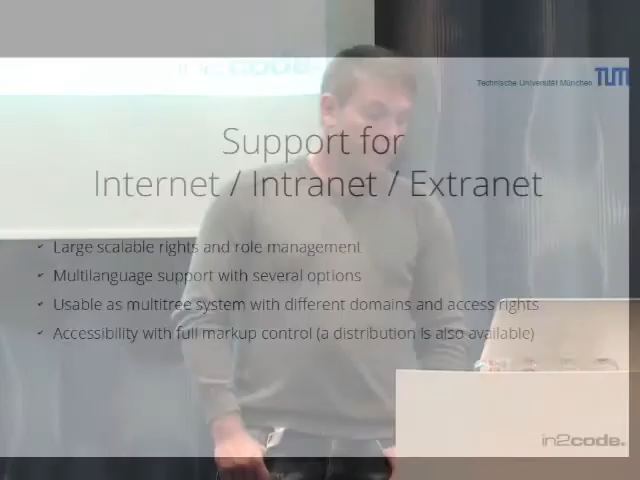 in2code.
Technische Universität München TUM
Support for
Internet / Intranet / Extranet
Large scalable rights and role management
Multilanguage support with several options
Usable as multitree system with different domains and access rights
Accessibility with full markup control (a distribution is also available)
in2code.